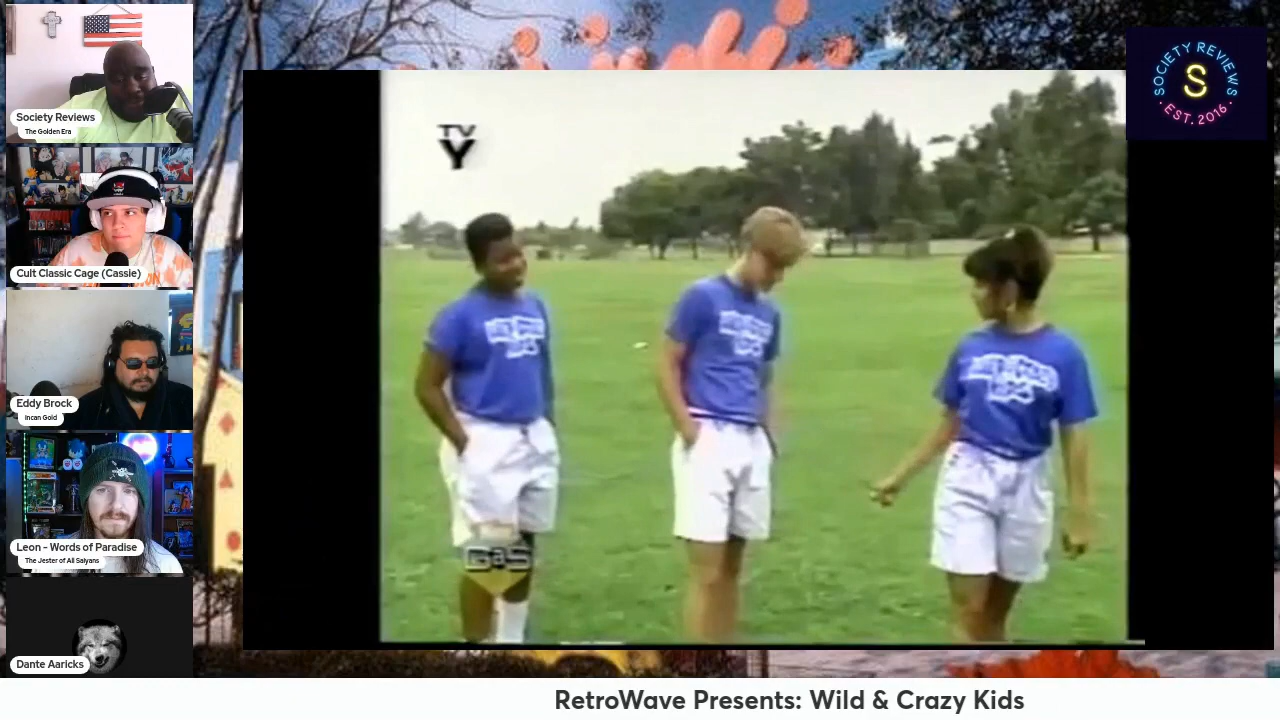 Society Reviews
The Golden Era
Cult Classic Cage (Cassie)
Eddy Brock
Incan Gold
Leon - Words of Paradise
The Jester of All Saiyans
Dante Aaricks
TV
Y
GaS
SOCIETY REVIEWS
S
· EST. 2016 ·
RetroWave Presents: Wild & Crazy Kids